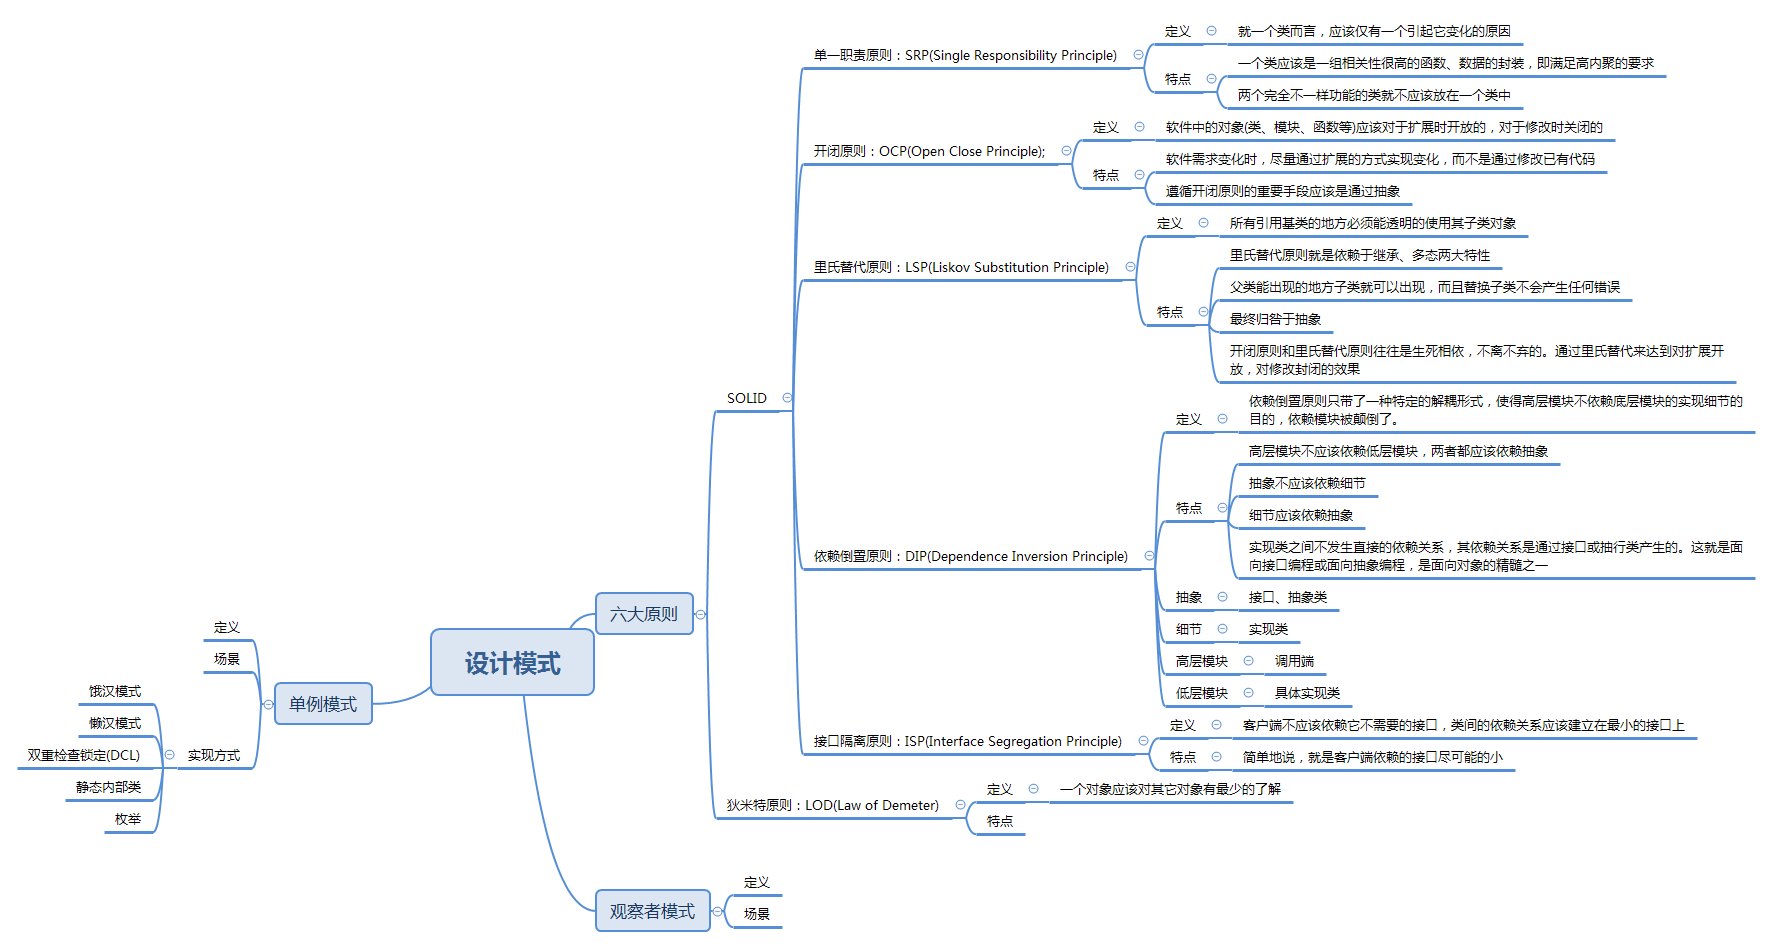 设计模式
六大原则
SOLID
单一职责原则：SRP(Single Responsibility Principle)
定义
就一个类而言，应该仅有一个引起它变化的原因
特点
一个类应该是一组相关性很高的函数、数据的封装，即满足高内聚的要求
两个完全不一样功能的类就不应该放在一个类中
开闭原则：OCP(Open Close Principle);
定义
软件中的对象(类、模块、函数等)应该对于扩展时开放的，对于修改时关闭的
特点
软件需求变化时，尽量通过扩展的方式实现变化，而不是通过修改已有代码
遵循开闭原则的重要手段应该是通过抽象
里氏替代原则：LSP(Liskov Substitution Principle)
定义
所有引用基类的地方必须能透明的使用其子类对象
特点
里氏替代原则就是依赖于继承、多态两大特性
父类能出现的地方子类就可以出现，而且替换子类不会产生任何错误
最终归咎于抽象
开闭原则和里氏替代原则往往是生死相依，不离不弃的。通过里氏替代来达到对扩展开
放，对修改封闭的效果
依赖倒置原则：DIP(Dependence Inversion Principle)
定义
依赖倒置原则只带了一种特定的解耦形式，使得高层模块不依赖底层模块的实现细节的
目的，依赖模块被颠倒了。
特点
高层模块不应该依赖低层模块，两者都应该依赖抽象
抽象不应该依赖细节
细节应该依赖抽象
实现类之间不发生直接的依赖关系，其依赖关系是通过接口或抽行类产生的。这就是面
向接口编程或面向抽象编程，是面向对象的精髓之一
抽象
接口、抽象类
细节
实现类
高层模块
调用端
低层模块
具体实现类
接口隔离原则：ISP(Interface Segregation Principle)
定义
客户端不应该依赖它不需要的接口，类间的依赖关系应该建立在最小的接口上
特点
简单地说，就是客户端依赖的接口尽可能的小
狄米特原则：LOD(Law of Demeter)
定义
一个对象应该对其它对象有最少的了解
特点
单例模式
定义
场景
实现方式
饿汉模式
懒汉模式
双重检查锁定(DCL)
静态内部类
枚举
观察者模式
定义
场景